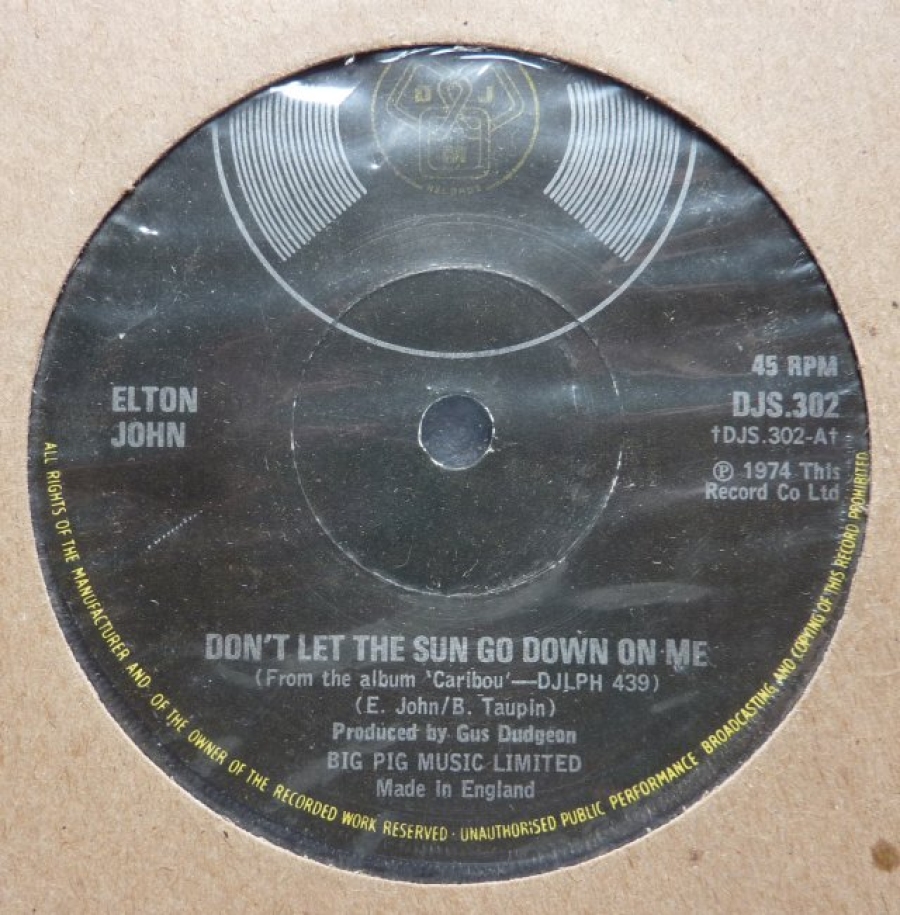 D J
RECORDS
45 RPM
ELTON
JOHN
DJS.302
†DJS.302-A†
℗ 1974 This
Record Co Ltd
DON'T LET THE SUN GO DOWN ON ME
(From the album 'Caribou'—DJLPH 439)
(E. John/B. Taupin)
Produced by Gus Dudgeon
BIG PIG MUSIC LIMITED
Made in England
ALL RIGHTS OF THE MANUFACTURER AND· OF THE OWNER OF THE RECORDED WORK RESERVED · UNAUTHORISED PUBLIC PERFORMANCE BROADCASTING AND COPYING OF THIS RECORD PROHIBITED